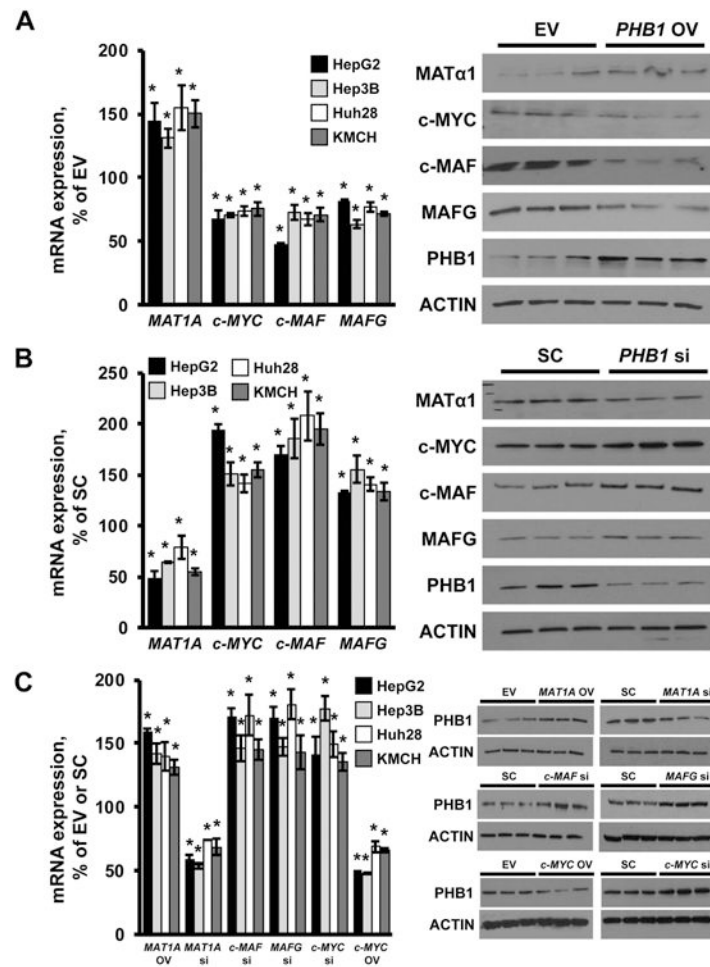 A
mRNA expression,
% of EV
200
150
100
50
0
* * * * * * * * * * * * * * * *
HepG2
Hep3B
Huh28
KMCH
MAT1A c-MYC c-MAF MAFG
EV PHB1 OV
MATα1
c-MYC
c-MAF
MAFG
PHB1
ACTIN
B
mRNA expression,
% of SC
250
200
150
100
50
0
* * * * * * * * * * * * * * * *
HepG2 Huh28
Hep3B KMCH
MAT1A c-MYC c-MAF MAFG
SC PHB1 si
MATα1
c-MYC
c-MAF
MAFG
PHB1
ACTIN
C
mRNA expression,
% of EV or SC
200
150
100
50
0
* * * * * * * * * * * * * * * * * * * * * * * *
HepG2
Hep3B
Huh28
KMCH
MAT1A OV
MAT1A si
c-MAF si
MAFG si
c-MYC si
c-MYC OV
EV MAT1A OV SC MAT1A si
PHB1
ACTIN
SC c-MAF si SC MAFG si
PHB1
ACTIN
EV c-MYC OV SC c-MYC si
PHB1
ACTIN